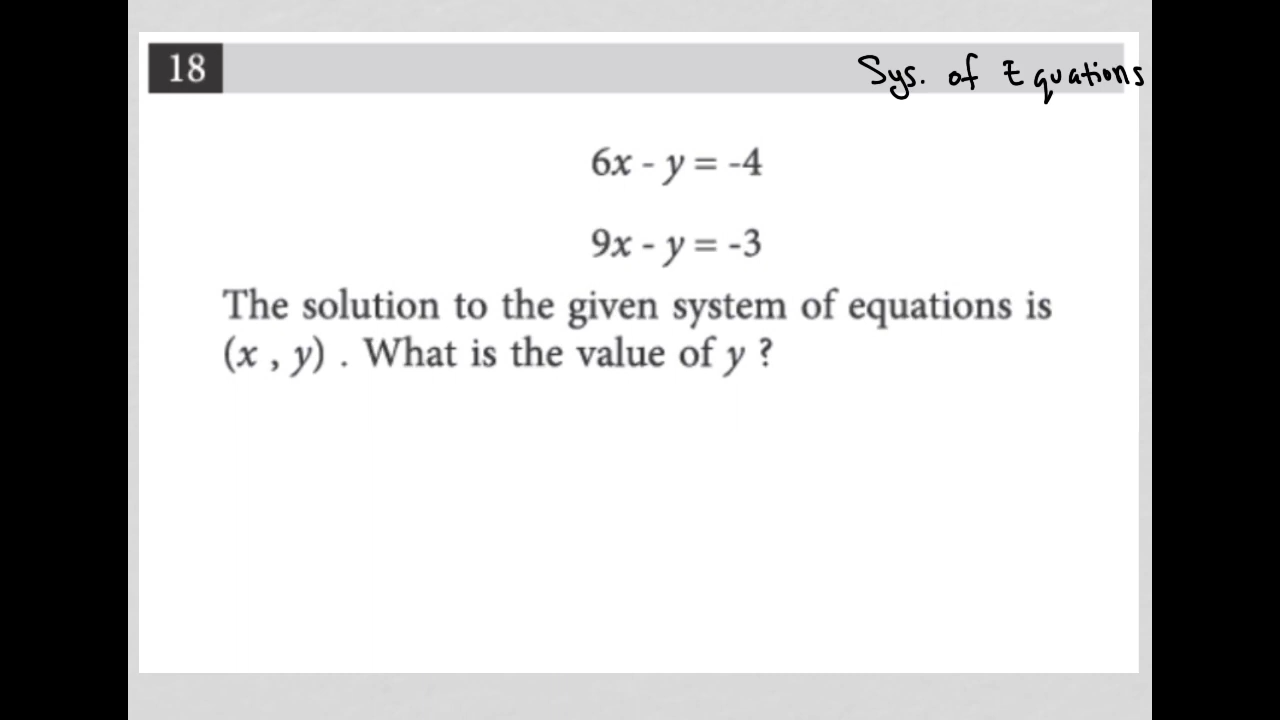 18
Sys. of Equations
6x - y = -4
9x - y = -3
The solution to the given system of equations is
(x , y) . What is the value of y ?